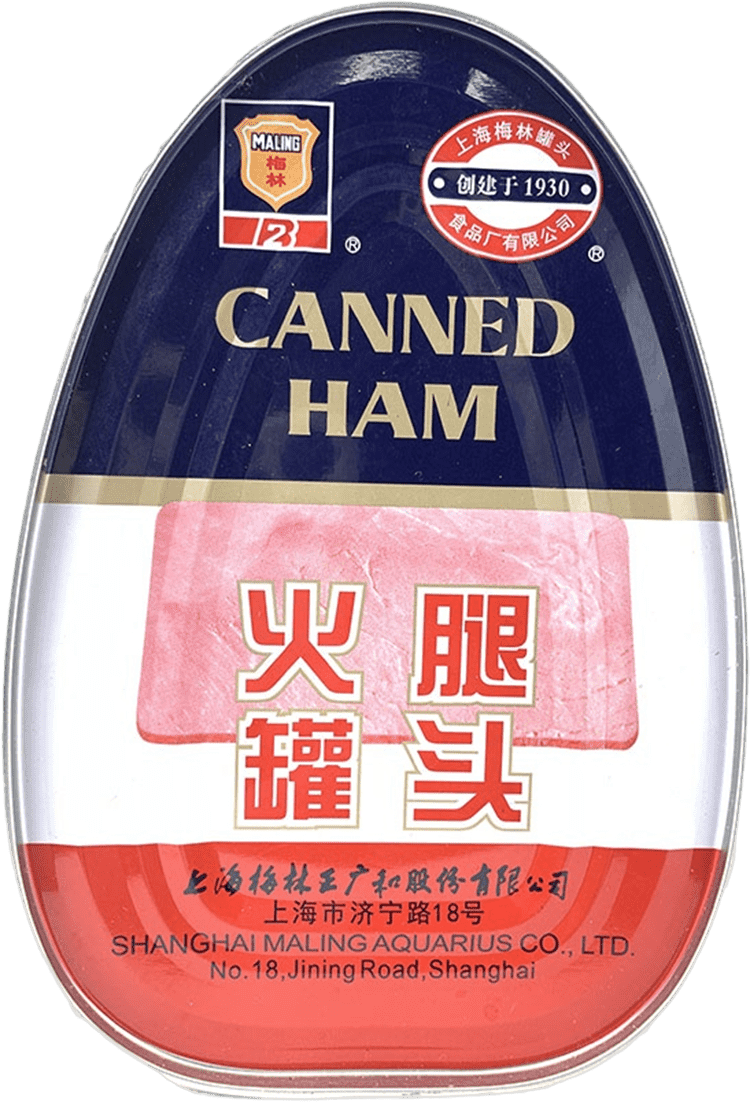 MALING
梅
林
B2
®
上海梅林罐头
创建于1930
食品厂有限公司
®
CANNED
HAM
火腿
罐头
上海梅林正广和股份有限公司
上海市济宁路18号
SHANGHAI MALING AQUARIUS CO., LTD.
No.18,Jining Road,Shanghai